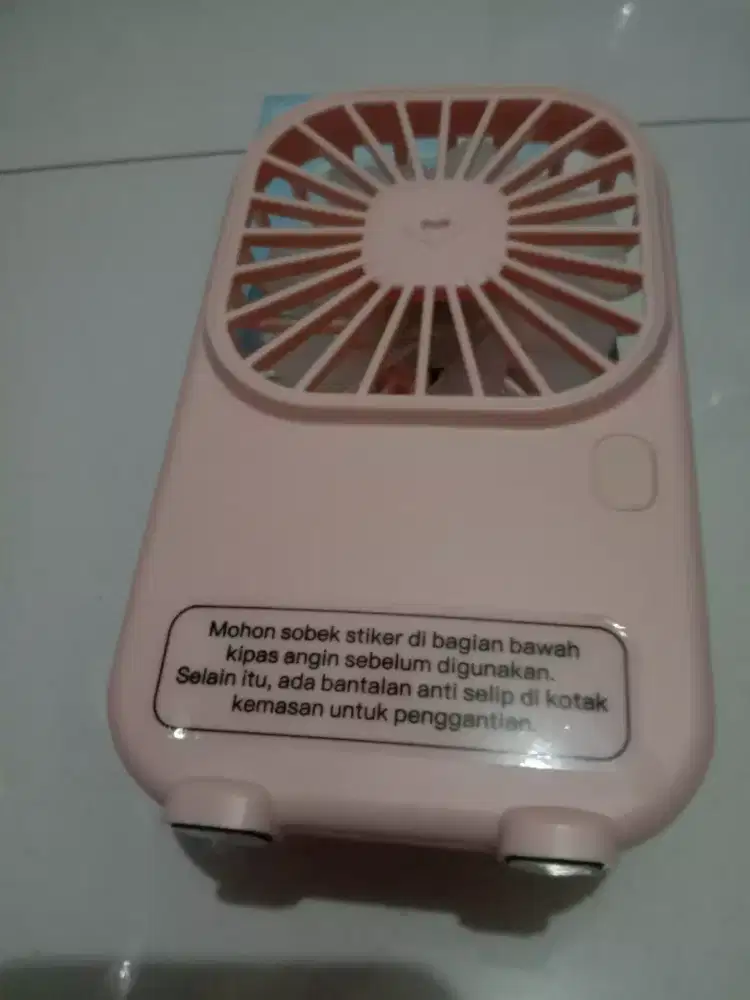 Mohon sobek stiker di bagian bawah
kipas angin sebelum digunakan.
Selain itu, ada bantalan anti selip di kotak
kemasan untuk penggantian.